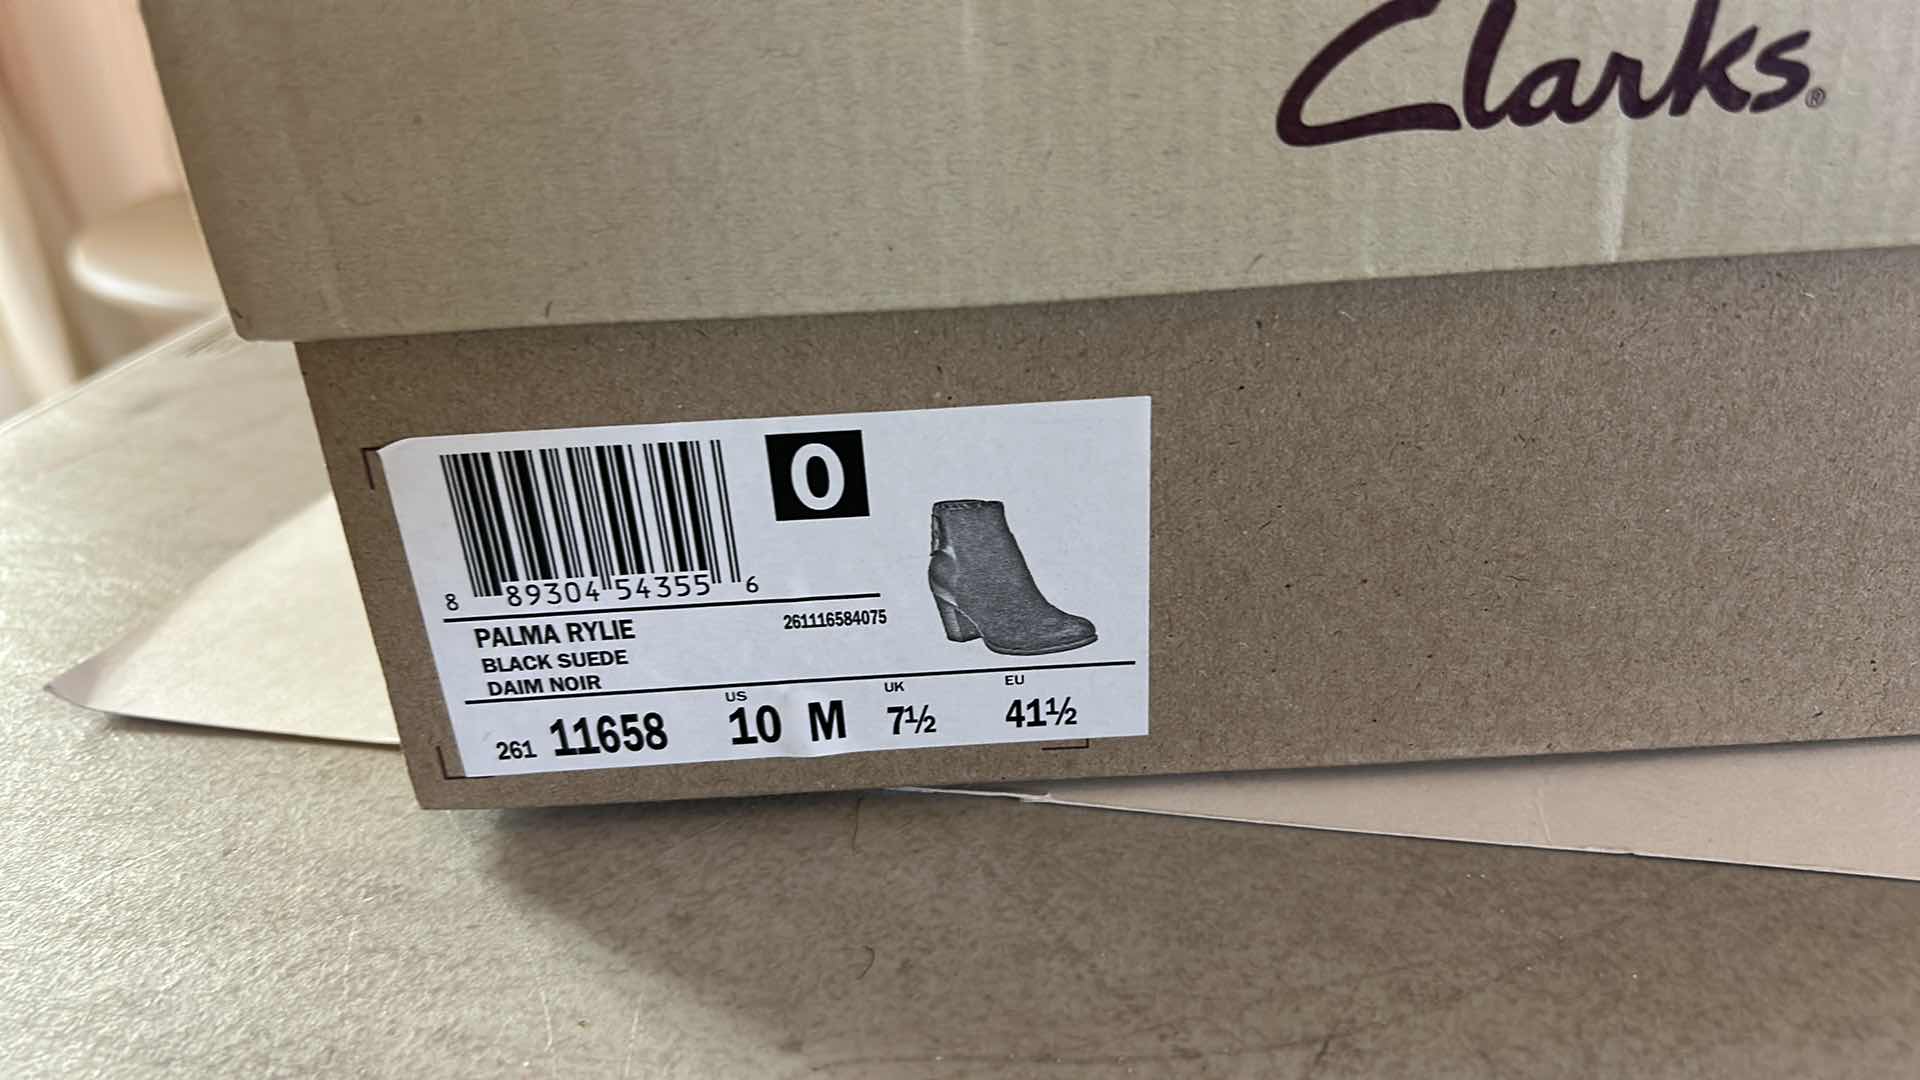 Clarks®
0
8 89304 54355 6
261116584075
PALMA RYLIE
BLACK SUEDE
DAIM NOIR
US UK EU
261 11658 10 M 7½ 41½